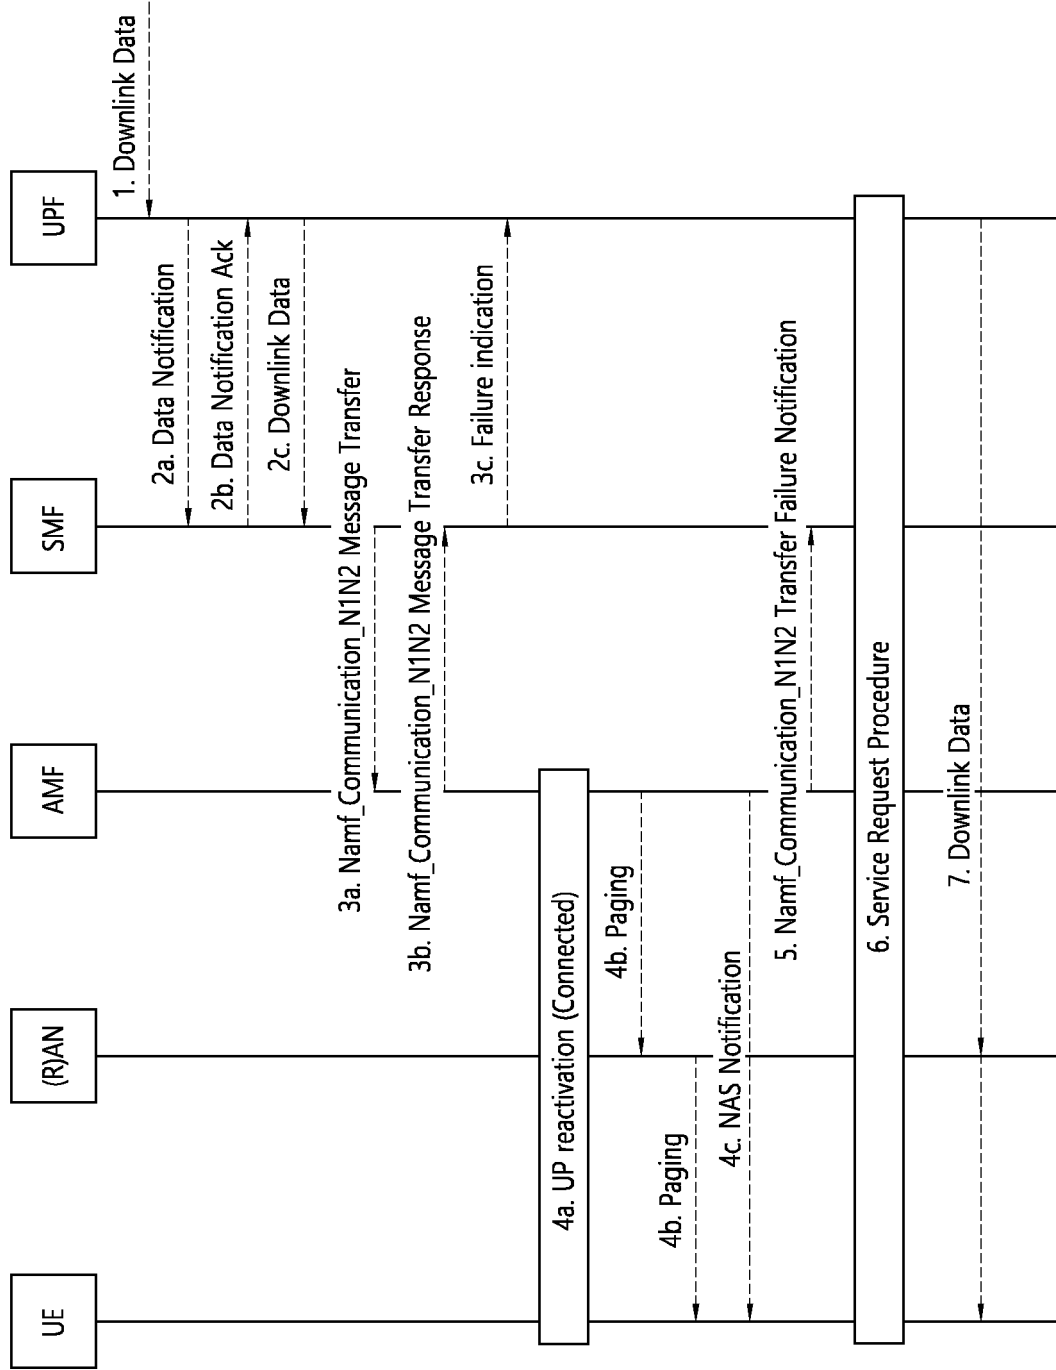 UE
(R)AN
AMF
SMF
UPF
1. Downlink Data
2a. Data Notification
2b. Data Notification Ack
2c. Downlink Data
3a. Namf_Communication_N1N2 Message Transfer
3b. Namf_Communication_N1N2 Message Transfer Response
3c. Failure indication
4a. UP reactivation (Connected)
4b. Paging
4b. Paging
4c. NAS Notification
5. Namf_Communication_N1N2 Transfer Failure Notification
6. Service Request Procedure
7. Downlink Data